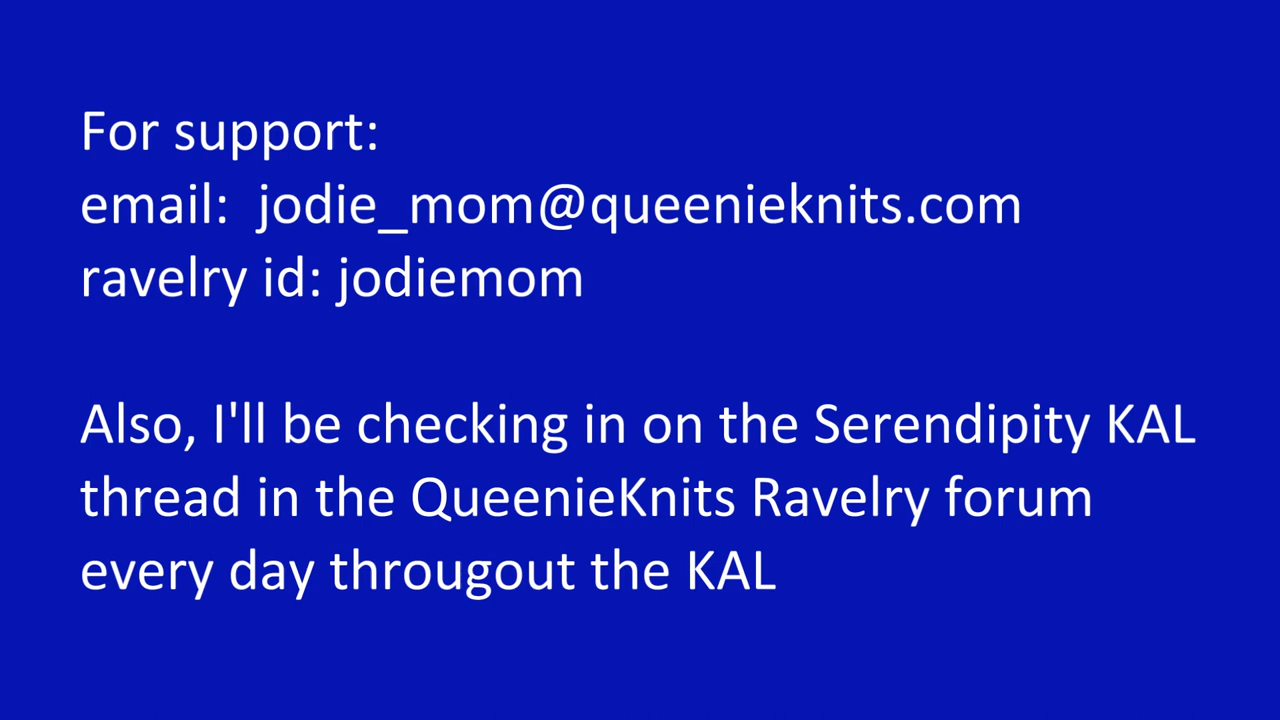 For support:
email:  jodie_mom@queenieknits.com
ravelry id: jodiemom
Also, I'll be checking in on the Serendipity KAL
thread in the QueenieKnits Ravelry forum
every day througout the KAL